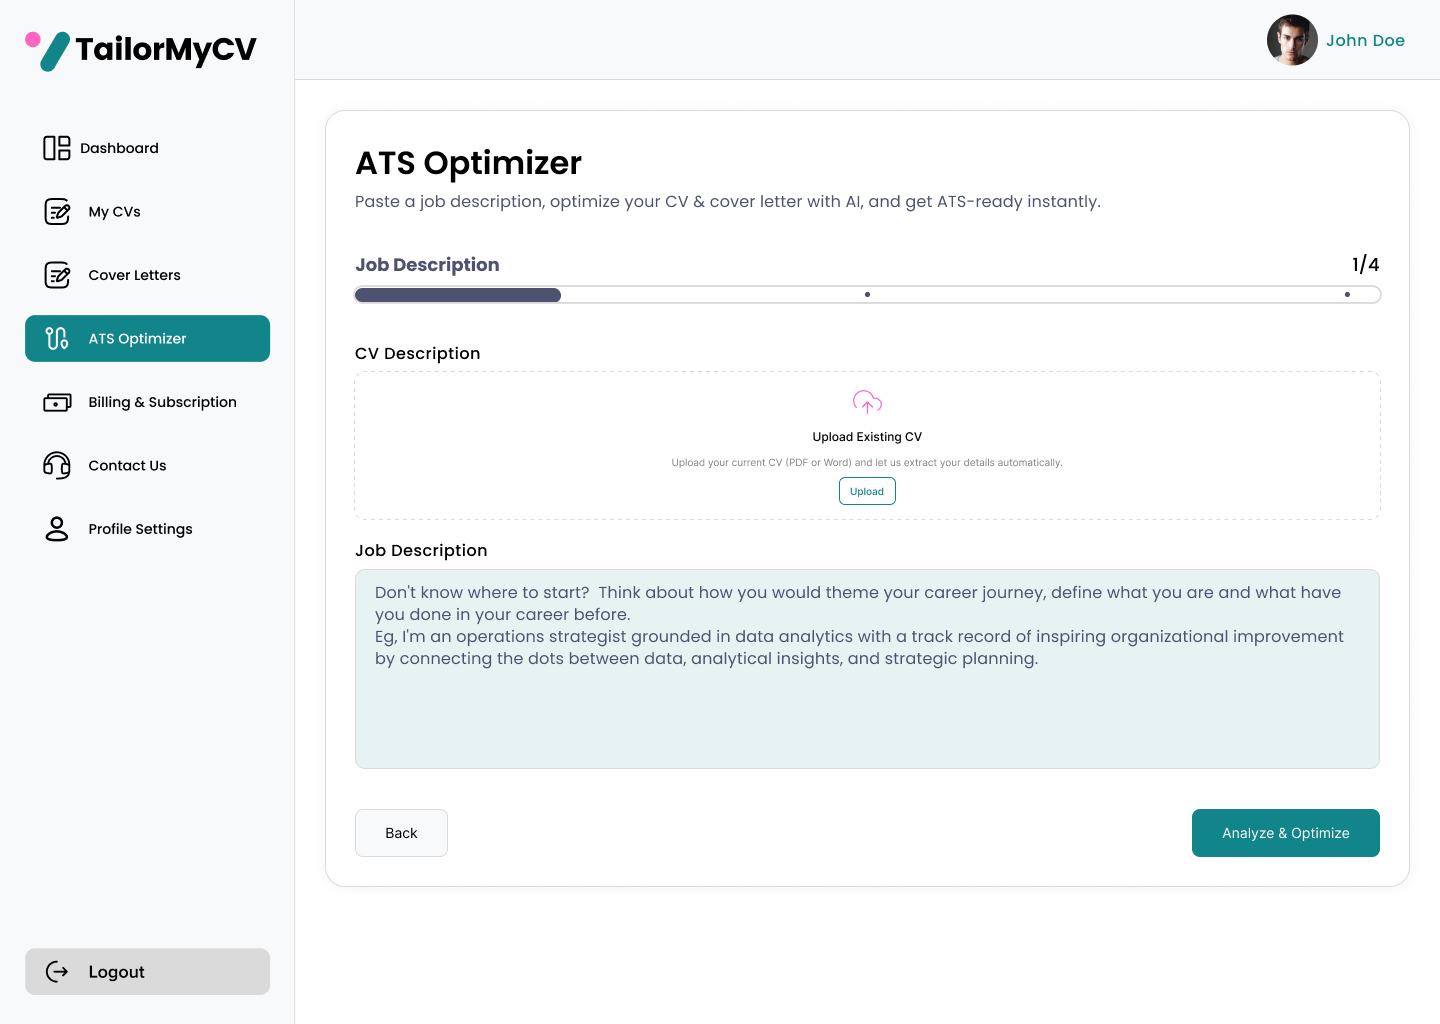 TailorMyCV
John Doe
Dashboard
My CVs
Cover Letters
ATS Optimizer
Billing & Subscription
Contact Us
Profile Settings
Logout
ATS Optimizer
Paste a job description, optimize your CV & cover letter with AI, and get ATS-ready instantly.
Job Description
1/4
CV Description
Upload Existing CV
Upload your current CV (PDF or Word) and let us extract your details automatically.
Upload
Job Description
Don't know where to start?  Think about how you would theme your career journey, define what you are and what have
you done in your career before.
Eg, I'm an operations strategist grounded in data analytics with a track record of inspiring organizational improvement
by connecting the dots between data, analytical insights, and strategic planning.
Back
Analyze & Optimize